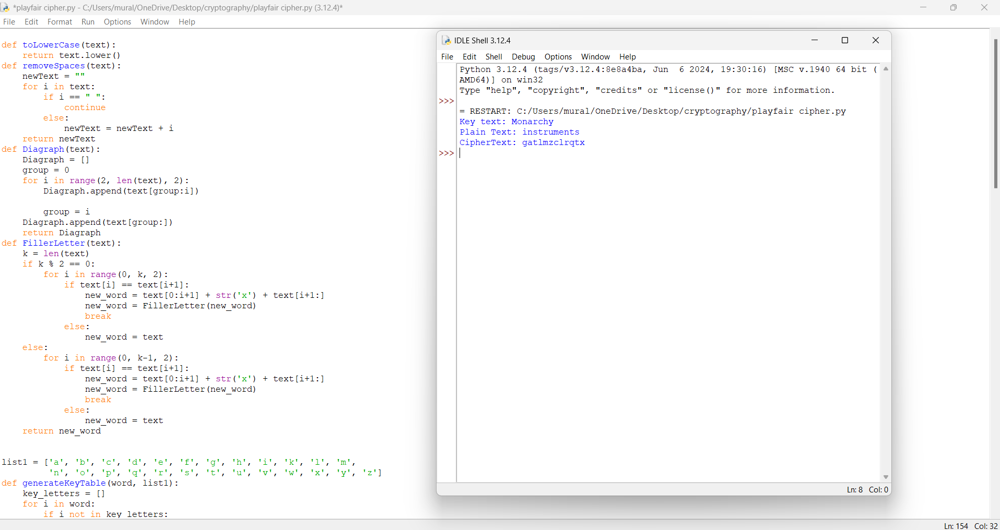 *playfair cipher.py - C:/Users/mural/OneDrive/Desktop/cryptography/playfair cipher.py (3.12.4)*
File Edit Format Run Options Window Help
def toLowerCase(text):
    return text.lower()
def removeSpaces(text):
    newText = ""
    for i in text:
        if i == " ":
            continue
        else:
            newText = newText + i
    return newText
def Diagraph(text):
    Diagraph = []
    group = 0
    for i in range(2, len(text), 2):
        Diagraph.append(text[group:i])

        group = i
    Diagraph.append(text[group:])
    return Diagraph
def FillerLetter(text):
    k = len(text)
    if k % 2 == 0:
        for i in range(0, k, 2):
            if text[i] == text[i+1]:
                new_word = text[0:i+1] + str('x') + text[i+1:]
                new_word = FillerLetter(new_word)
                break
            else:
                new_word = text
    else:
        for i in range(0, k-1, 2):
            if text[i] == text[i+1]:
                new_word = text[0:i+1] + str('x') + text[i+1:]
                new_word = FillerLetter(new_word)
                break
            else:
                new_word = text
    return new_word

list1 = ['a', 'b', 'c', 'd', 'e', 'f', 'g', 'h', 'i', 'k', 'l', 'm',
         'n', 'o', 'p', 'q', 'r', 's', 't', 'u', 'v', 'w', 'x', 'y', 'z']
def generateKeyTable(word, list1):
    key_letters = []
    for i in word:
        if i not in key_letters:
Ln: 154 Col: 32
IDLE Shell 3.12.4
File Edit Shell Debug Options Window Help
Python 3.12.4 (tags/v3.12.4:8e8a4ba, Jun  6 2024, 19:30:16) [MSC v.1940 64 bit (
AMD64)] on win32
Type "help", "copyright", "credits" or "license()" for more information.
>>>
= RESTART: C:/Users/mural/OneDrive/Desktop/cryptography/playfair cipher.py
Key text: Monarchy
Plain Text: instruments
CipherText: gatlmzclrqtx
>>>
Ln: 8 Col: 0